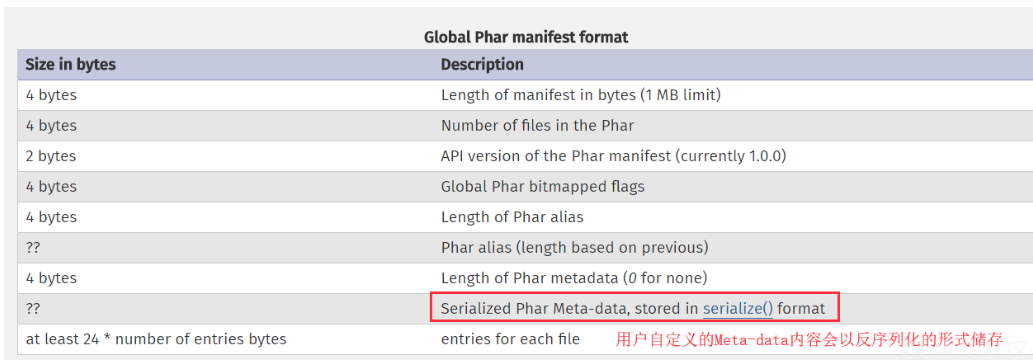 Global Phar manifest format
Size in bytes Description
4 bytes Length of manifest in bytes (1 MB limit)
4 bytes Number of files in the Phar
2 bytes API version of the Phar manifest (currently 1.0.0)
4 bytes Global Phar bitmapped flags
4 bytes Length of Phar alias
?? Phar alias (length based on previous)
4 bytes Length of Phar metadata (0 for none)
?? Serialized Phar Meta-data, stored in serialize() format
at least 24 * number of entries bytes entries for each file 用户自定义的Meta-data内容会以反序列化的形式储存